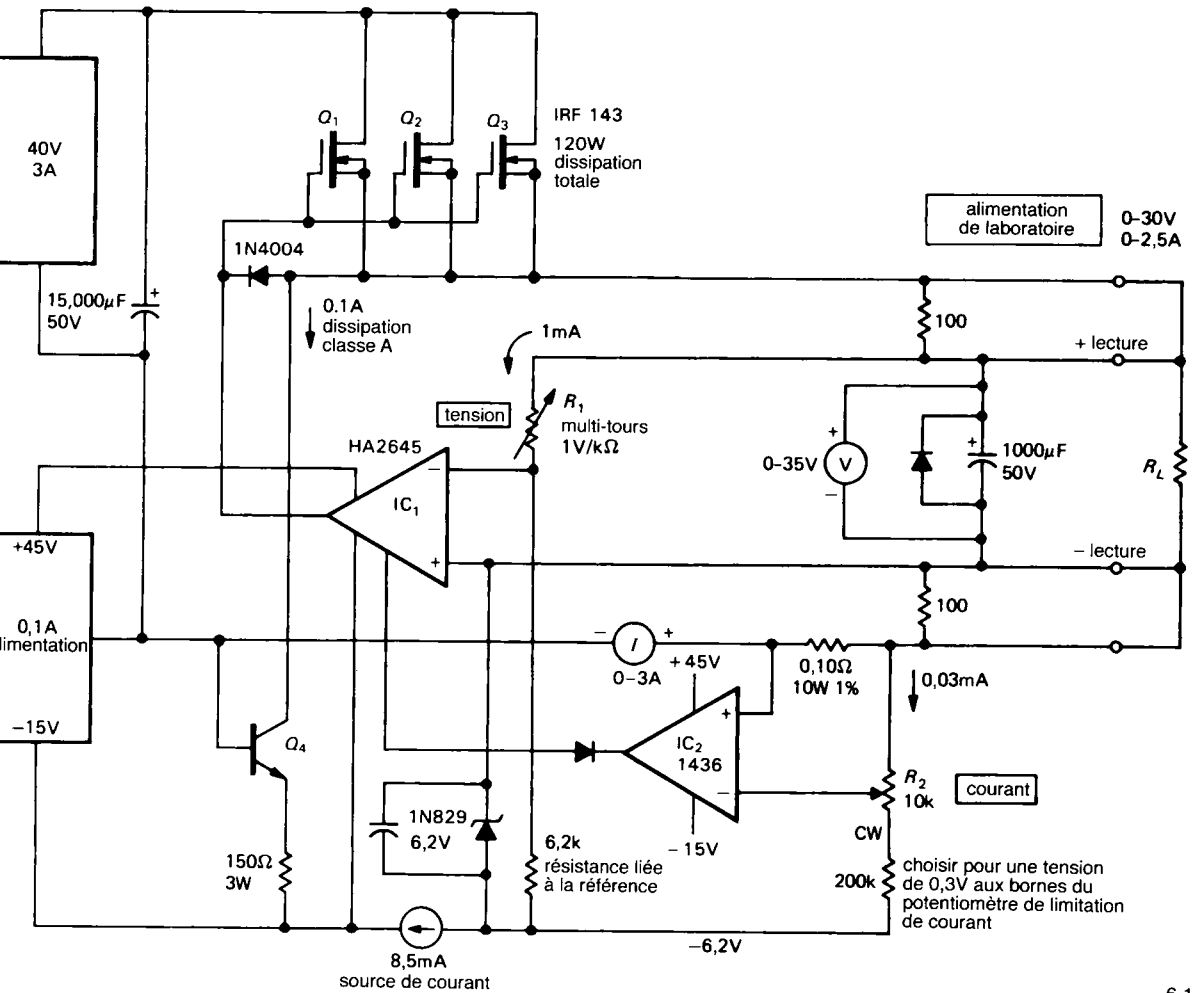 40V
3A
15,000µF
50V
+
Q1
Q2
Q3
IRF 143
120W
dissipation
totale
1N4004
0.1A
dissipation
classe A
1mA
tension
R1
multi-tours
1V/kΩ
HA2645
IC1
−
+
alimentation
de laboratoire
0–30V
0–2,5A
100
+ lecture
0–35V
+
V
−
+
1000µF
50V
RL
− lecture
100
+45V
0,1A
limentation
−15V
−
I
+
0–3A
+45V
0,10Ω
10W 1%
0,03mA
+
IC2
1436
−
−15V
R2
10k
courant
CW
200k
choisir pour une tension
de 0,3V aux bornes du
potentiomètre de limitation
de courant
Q4
150Ω
3W
1N829
6,2V
6,2k
résistance liée
à la référence
−6,2V
8,5mA
source de courant